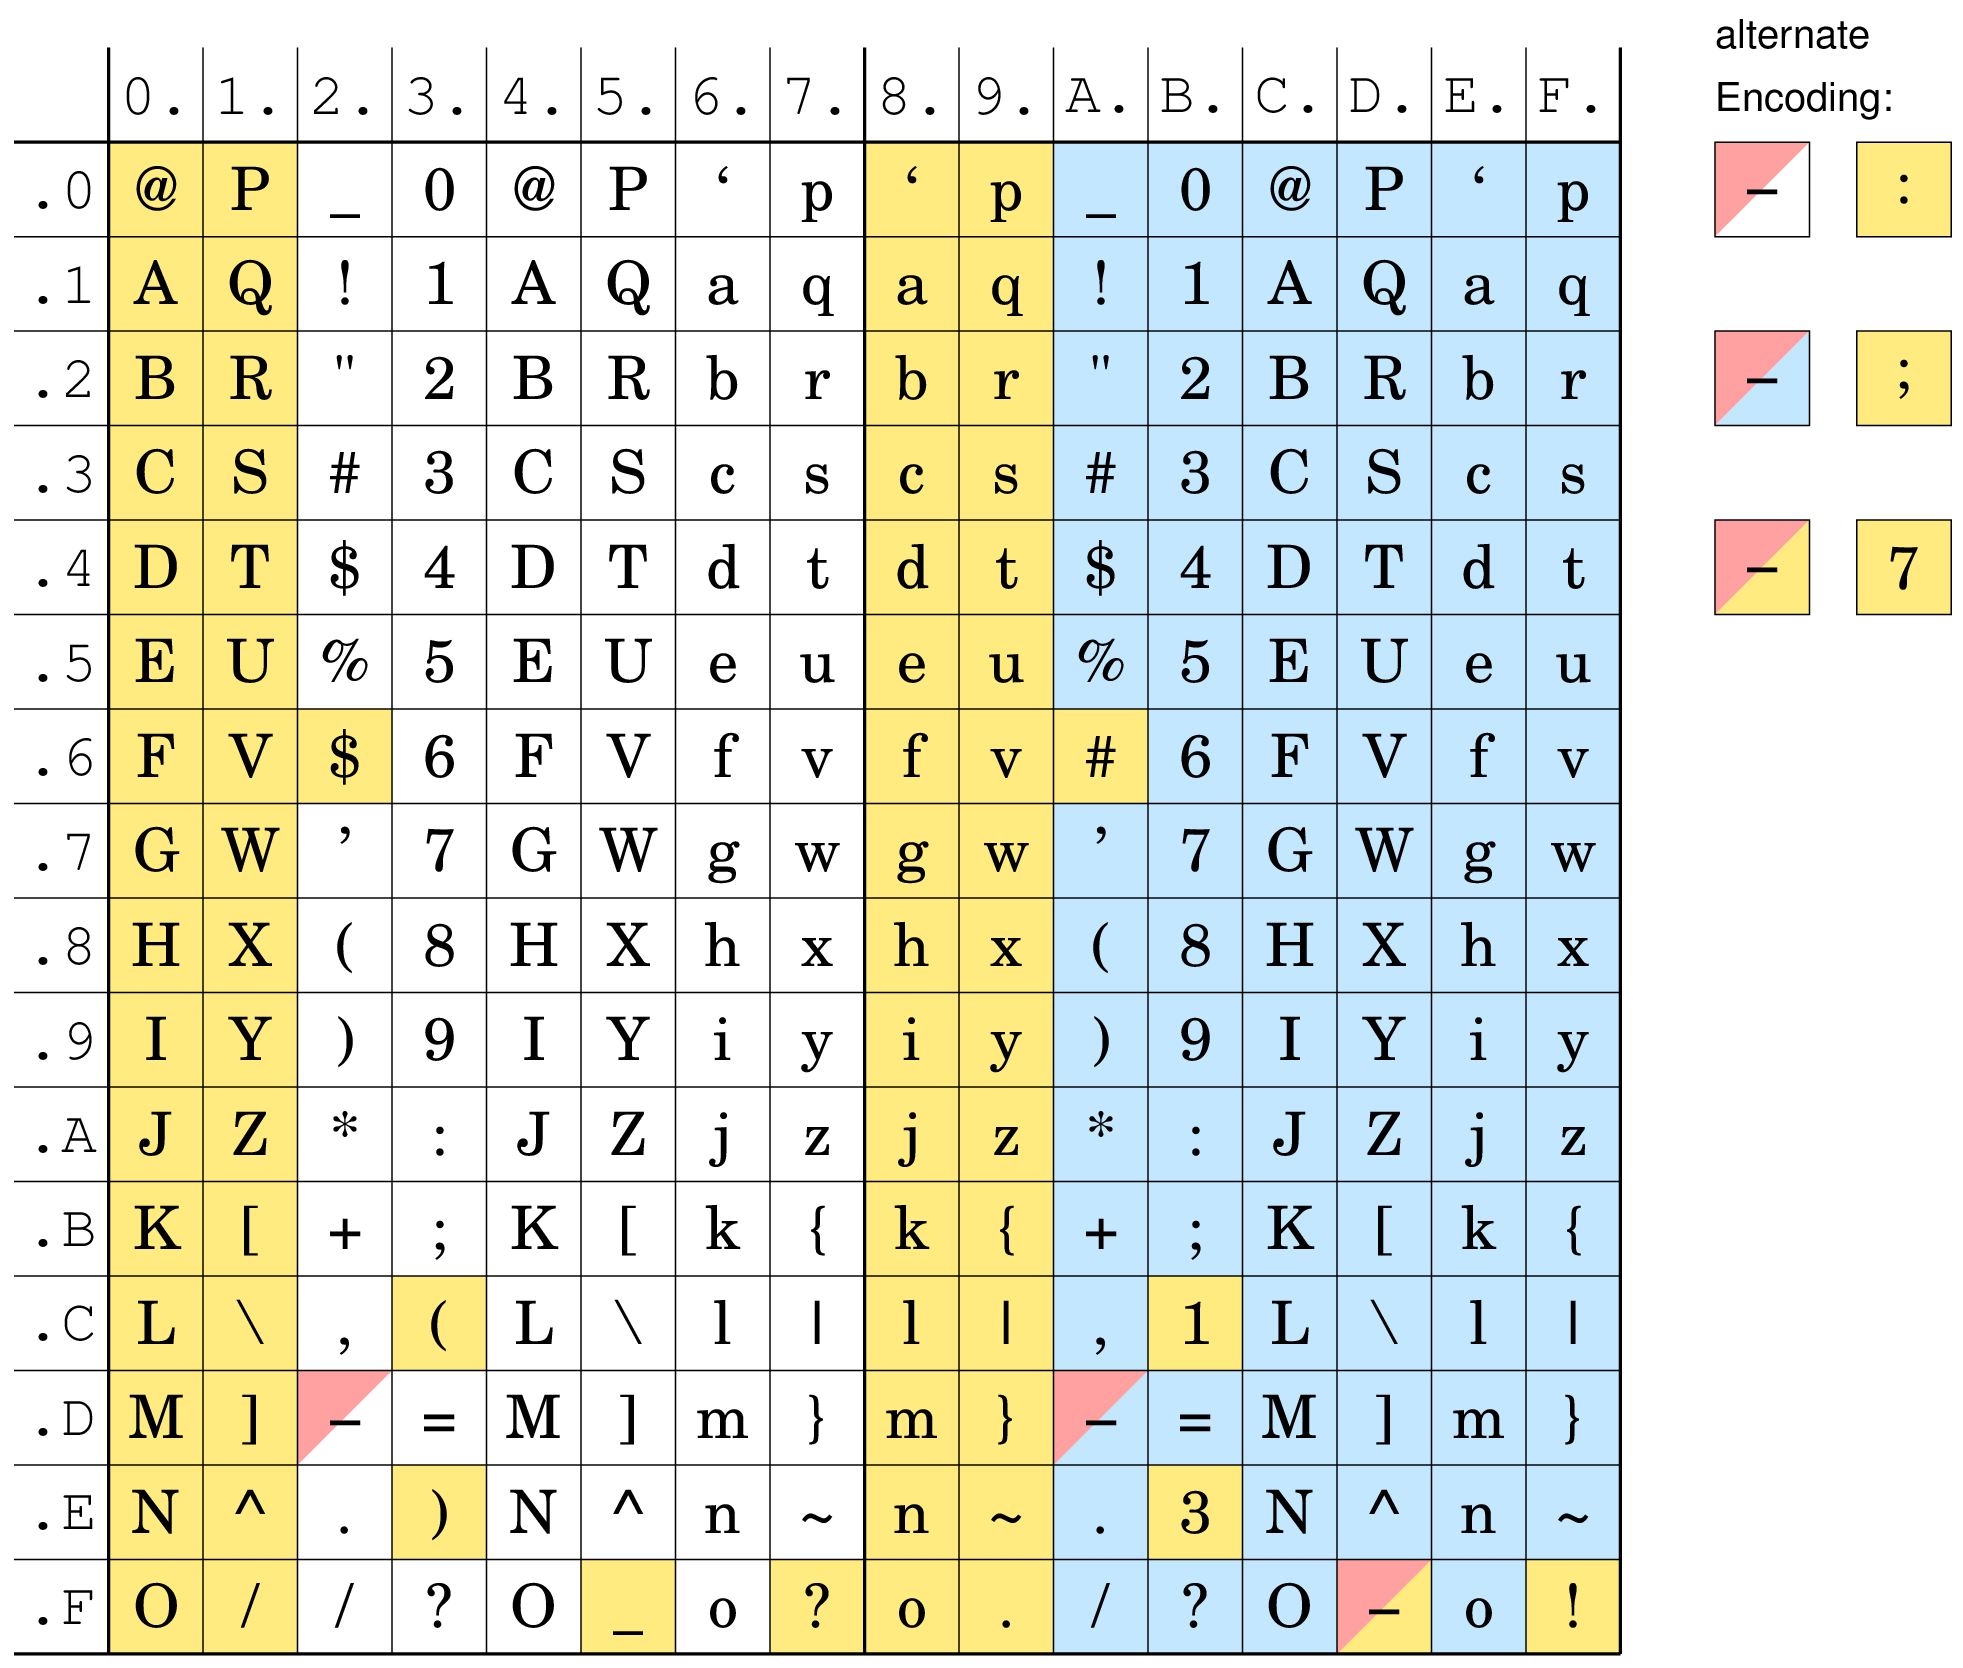 alternate
Encoding:
0. 1. 2. 3. 4. 5. 6. 7. 8. 9. A. B. C. D. E. F.
.0 @ P _ 0 @ P ‘ p ‘ p _ 0 @ P ‘ p
.1 A Q ! 1 A Q a q a q ! 1 A Q a q
.2 B R " 2 B R b r b r " 2 B R b r
.3 C S # 3 C S c s c s # 3 C S c s
.4 D T $ 4 D T d t d t $ 4 D T d t
.5 E U % 5 E U e u e u % 5 E U e u
.6 F V $ 6 F V f v f v # 6 F V f v
.7 G W ’ 7 G W g w g w ’ 7 G W g w
.8 H X ( 8 H X h x h x ( 8 H X h x
.9 I Y ) 9 I Y i y i y ) 9 I Y i y
.A J Z * : J Z j z j z * : J Z j z
.B K [ + ; K [ k { k { + ; K [ k {
.C L \ , ( L \ l | l | , 1 L \ l |
.D M ] – = M ] m } m } – = M ] m }
.E N ^ . ) N ^ n ~ n ~ . 3 N ^ n ~
.F O / / ? O _ o ? o . / ? O – o !
– :
– ;
– 7